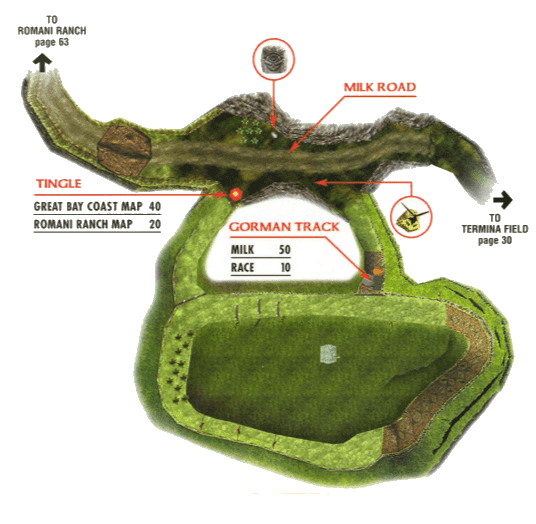 TO
ROMANI RANCH
page 63
MILK ROAD
TINGLE
GREAT BAY COAST MAP 40
ROMANI RANCH MAP 20
TO
TERMINA FIELD
page 30
GORMAN TRACK
MILK 50
RACE 10